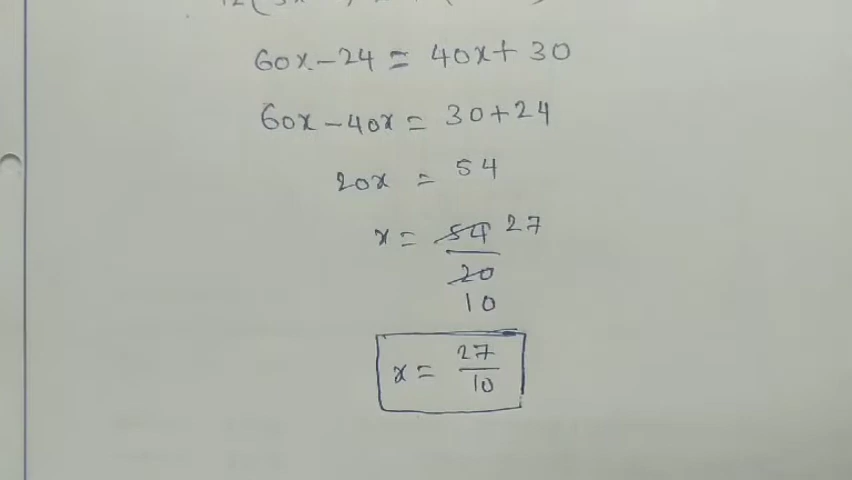 60x - 24 = 40x + 30
60x - 40x = 30 + 24
20x = 54
x = 54/20 27
10
x = 27/10